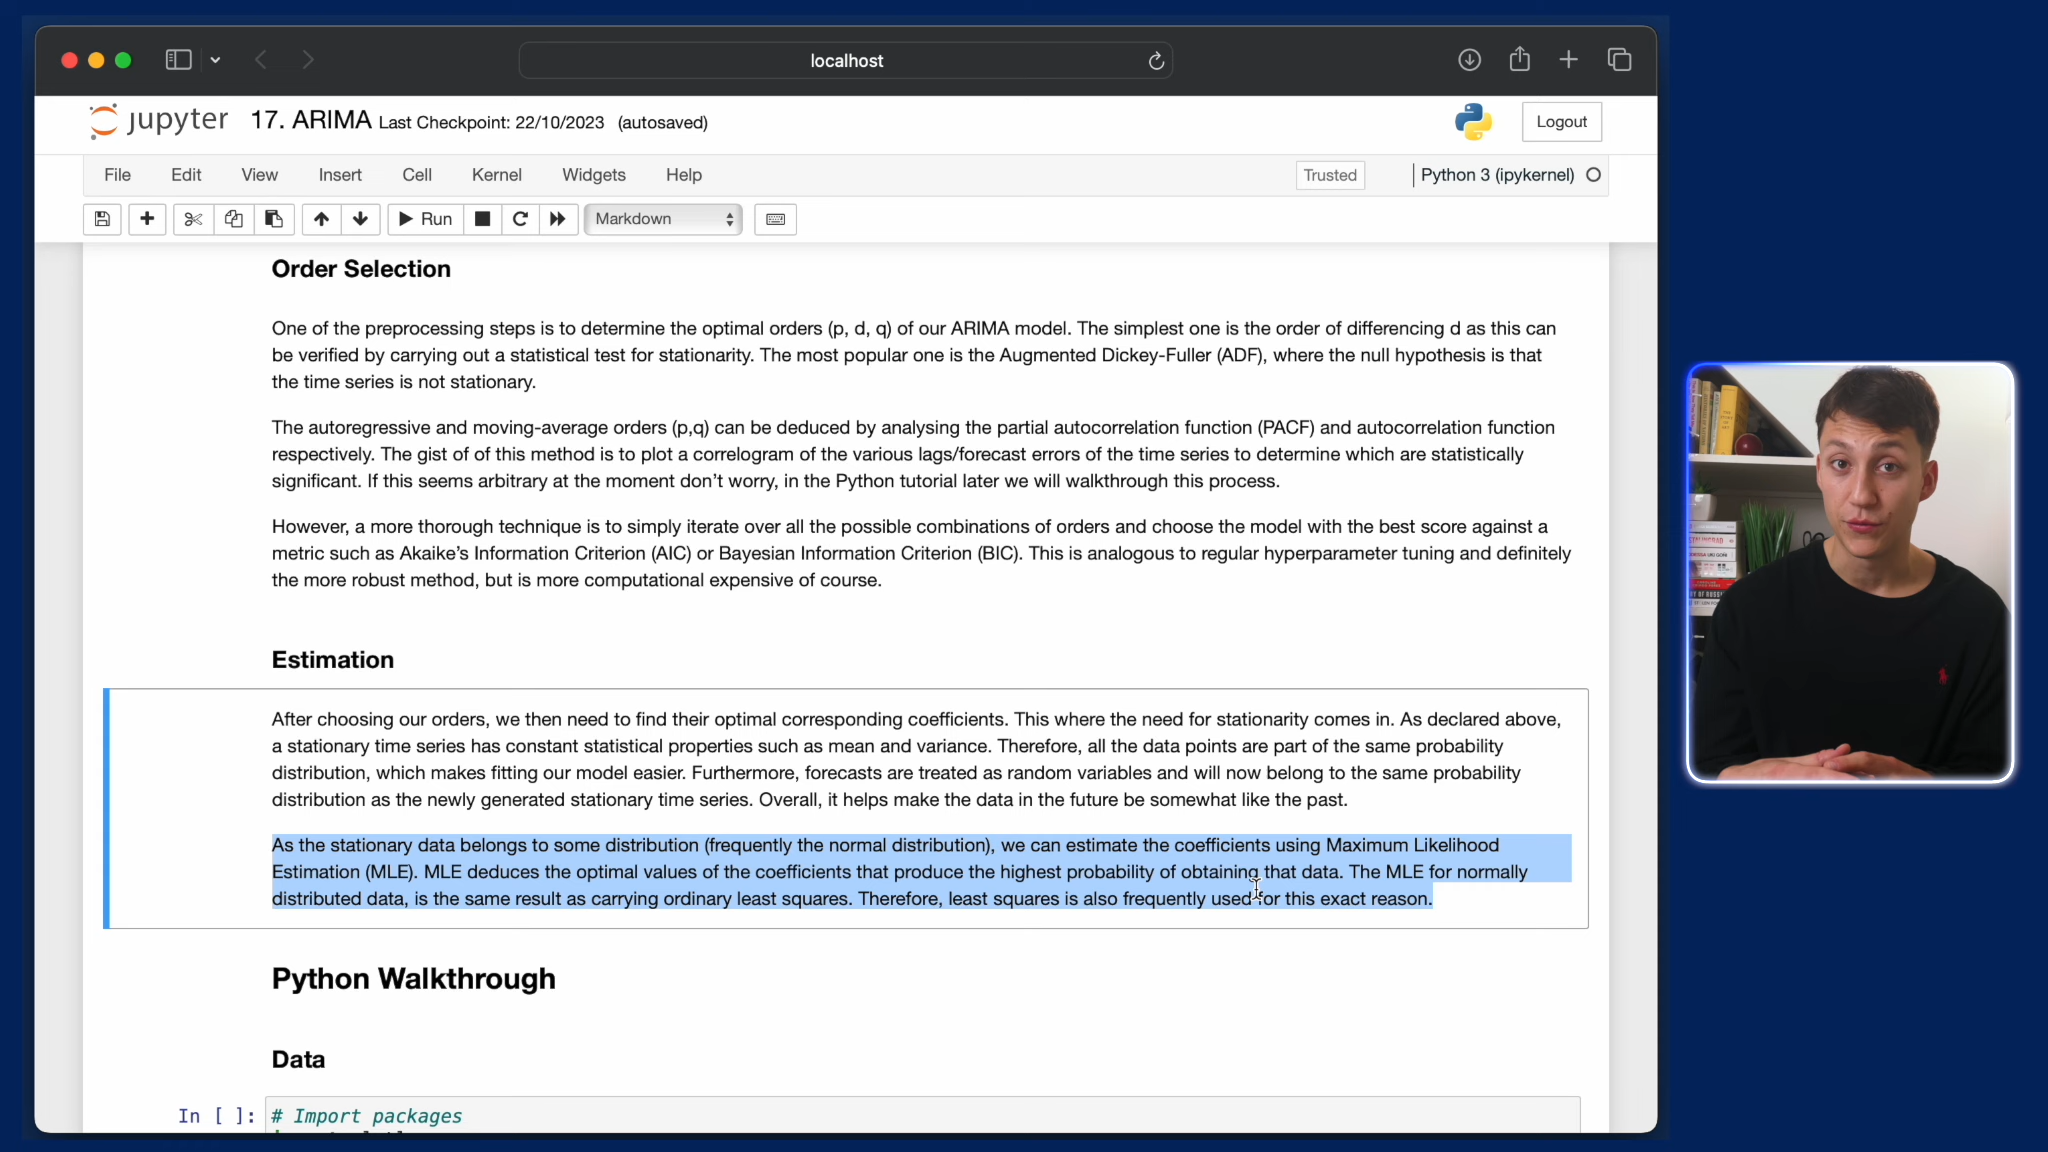 localhost
jupyter 17. ARIMA Last Checkpoint: 22/10/2023 (autosaved)
Logout
File Edit View Insert Cell Kernel Widgets Help
Trusted
Python 3 (ipykernel)
Run
Markdown
Order Selection
One of the preprocessing steps is to determine the optimal orders (p, d, q) of our ARIMA model. The simplest one is the order of differencing d as this can
be verified by carrying out a statistical test for stationarity. The most popular one is the Augmented Dickey-Fuller (ADF), where the null hypothesis is that
the time series is not stationary.
The autoregressive and moving-average orders (p,q) can be deduced by analysing the partial autocorrelation function (PACF) and autocorrelation function
respectively. The gist of of this method is to plot a correlogram of the various lags/forecast errors of the time series to determine which are statistically
significant. If this seems arbitrary at the moment don’t worry, in the Python tutorial later we will walkthrough this process.
However, a more thorough technique is to simply iterate over all the possible combinations of orders and choose the model with the best score against a
metric such as Akaike’s Information Criterion (AIC) or Bayesian Information Criterion (BIC). This is analogous to regular hyperparameter tuning and definitely
the more robust method, but is more computational expensive of course.
Estimation
After choosing our orders, we then need to find their optimal corresponding coefficients. This where the need for stationarity comes in. As declared above,
a stationary time series has constant statistical properties such as mean and variance. Therefore, all the data points are part of the same probability
distribution, which makes fitting our model easier. Furthermore, forecasts are treated as random variables and will now belong to the same probability
distribution as the newly generated stationary time series. Overall, it helps make the data in the future be somewhat like the past.
As the stationary data belongs to some distribution (frequently the normal distribution), we can estimate the coefficients using Maximum Likelihood
Estimation (MLE). MLE deduces the optimal values of the coefficients that produce the highest probability of obtaining that data. The MLE for normally
distributed data, is the same result as carrying ordinary least squares. Therefore, least squares is also frequently used for this exact reason.
Python Walkthrough
Data
In [ ]: # Import packages